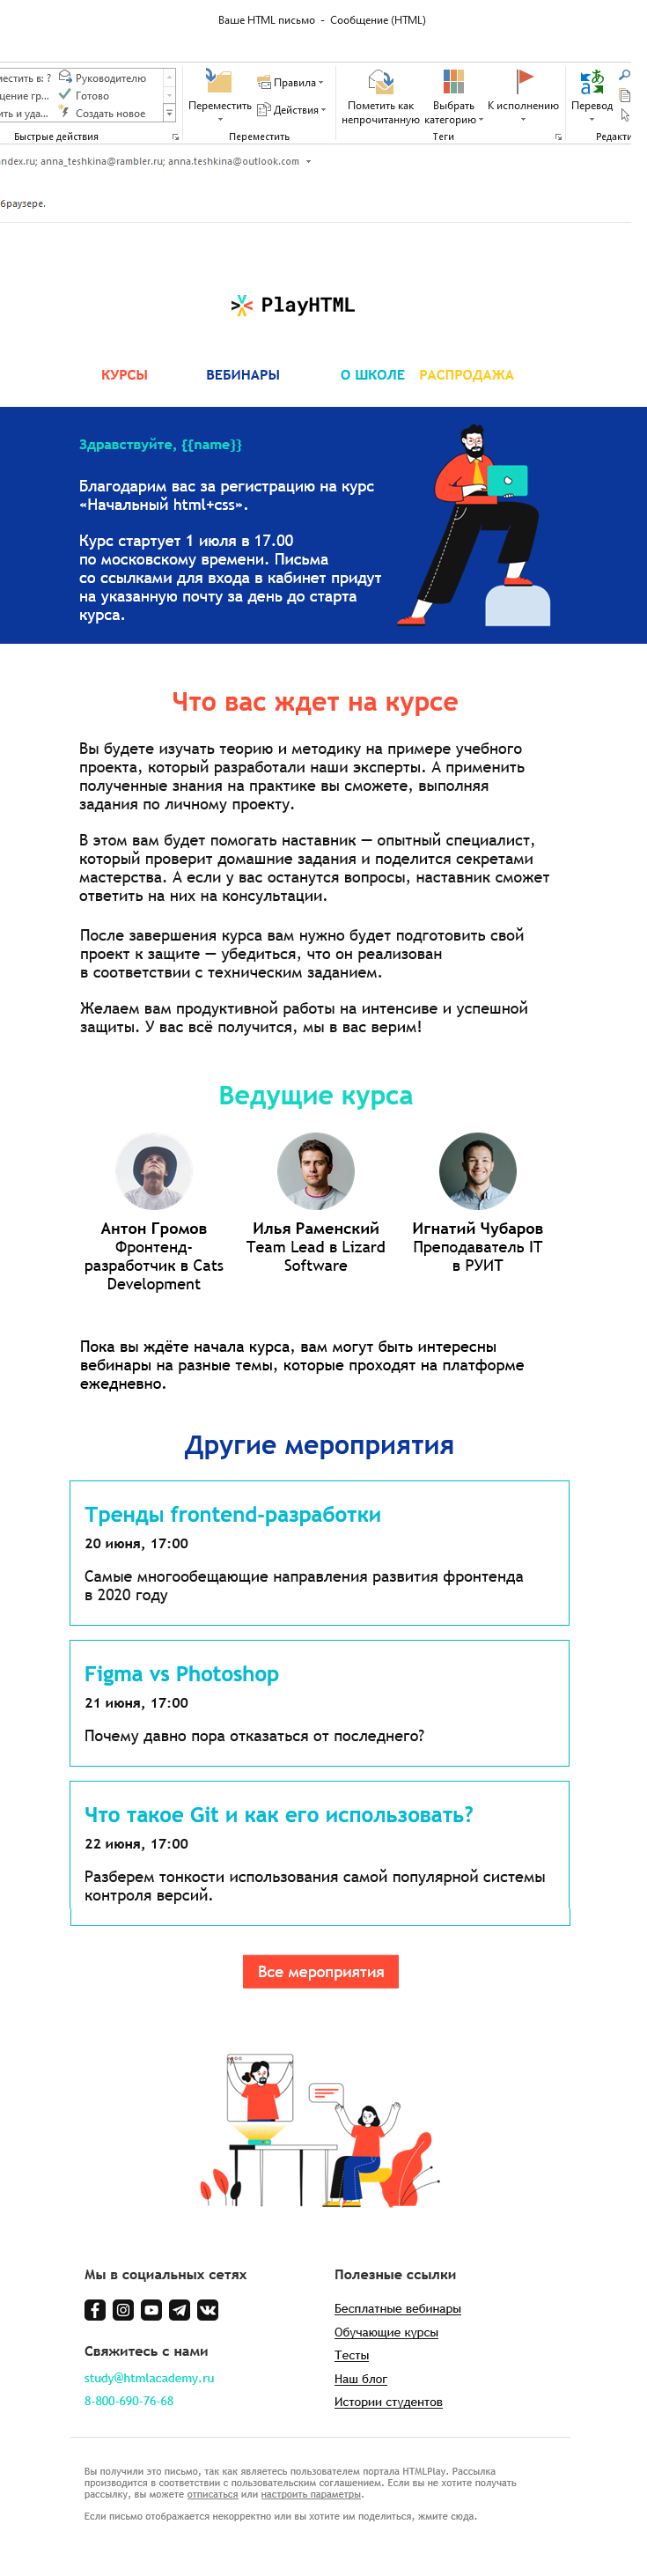 Ваше HTML письмо - Сообщение (HTML)
местить в: ?
Руководителю
щение гр...
Готово
ить и уда...
Создать новое
Быстрые действия
Переместить
Правила
Действия
Переместить
Пометить как
непрочитанную
Выбрать
категорию
К исполнению
Теги
Перевод
Редакти
ndex.ru; anna_teshkina@rambler.ru; anna.teshkina@outlook.com
браузере.
PlayHTML
КУРСЫ ВЕБИНАРЫ О ШКОЛЕ РАСПРОДАЖА
Здравствуйте, {{name}}
Благодарим вас за регистрацию на курс
«Начальный html+css».
Курс стартует 1 июля в 17.00
по московскому времени. Письма
со ссылками для входа в кабинет придут
на указанную почту за день до старта
курса.
Что вас ждет на курсе
Вы будете изучать теорию и методику на примере учебного
проекта, который разработали наши эксперты. А применить
полученные знания на практике вы сможете, выполняя
задания по личному проекту.
В этом вам будет помогать наставник — опытный специалист,
который проверит домашние задания и поделится секретами
мастерства. А если у вас останутся вопросы, наставник сможет
ответить на них на консультации.
После завершения курса вам нужно будет подготовить свой
проект к защите — убедиться, что он реализован
в соответствии с техническим заданием.
Желаем вам продуктивной работы на интенсиве и успешной
защиты. У вас всё получится, мы в вас верим!
Ведущие курса
Антон Громов
Фронтенд-
разработчик в Cats
Development
Илья Раменский
Team Lead в Lizard
Software
Игнатий Чубаров
Преподаватель IT
в РУИТ
Пока вы ждёте начала курса, вам могут быть интересны
вебинары на разные темы, которые проходят на платформе
ежедневно.
Другие мероприятия
Тренды frontend-разработки
20 июня, 17:00
Самые многообещающие направления развития фронтенда
в 2020 году
Figma vs Photoshop
21 июня, 17:00
Почему давно пора отказаться от последнего?
Что такое Git и как его использовать?
22 июня, 17:00
Разберем тонкости использования самой популярной системы
контроля версий.
Все мероприятия
Мы в социальных сетях
Свяжитесь с нами
study@htmlacademy.ru
8-800-690-76-68
Полезные ссылки
Бесплатные вебинары
Обучающие курсы
Тесты
Наш блог
Истории студентов
Вы получили это письмо, так как являетесь пользователем портала HTMLPlay. Рассылка
производится в соответствии с пользовательским соглашением. Если вы не хотите получать
рассылку, вы можете отписаться или настроить параметры.
Если письмо отображается некорректно или вы хотите им поделиться, жмите сюда.